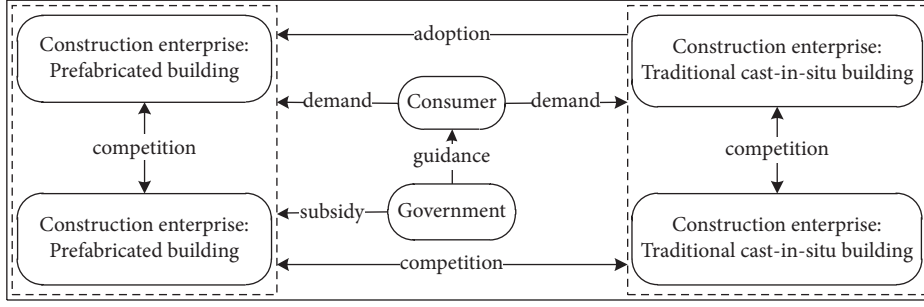 Construction enterprise:
Prefabricated building
adoption
Construction enterprise:
Traditional cast-in-situ building
demand
Consumer
demand
competition
guidance
competition
Construction enterprise:
Prefabricated building
subsidy
Government
Construction enterprise:
Traditional cast-in-situ building
competition